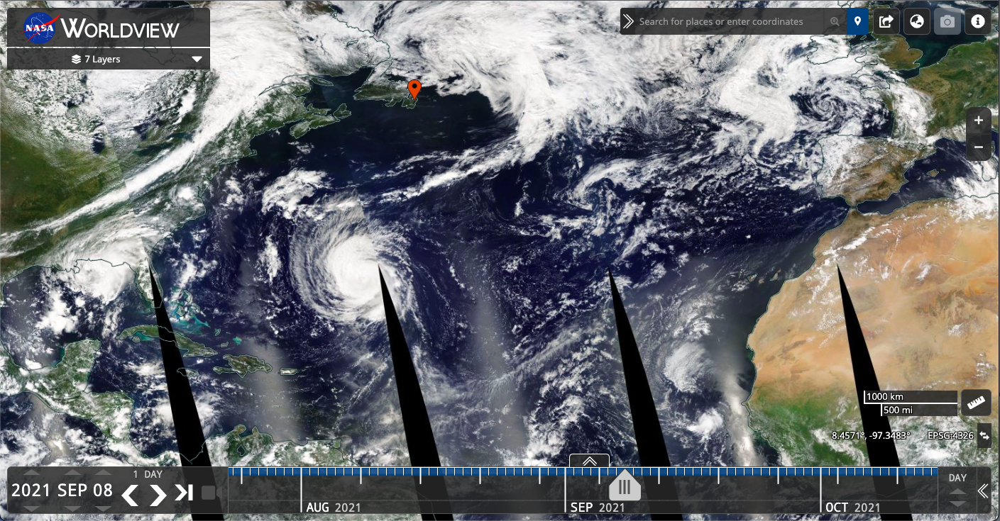 NASA WORLDVIEW
7 Layers
Search for places or enter coordinates
1000 km
500 mi
8.4571°, -97.3483° EPSG:4326
1 DAY
2021 SEP 08
AUG 2021
SEP 2021
OCT 2021
DAY